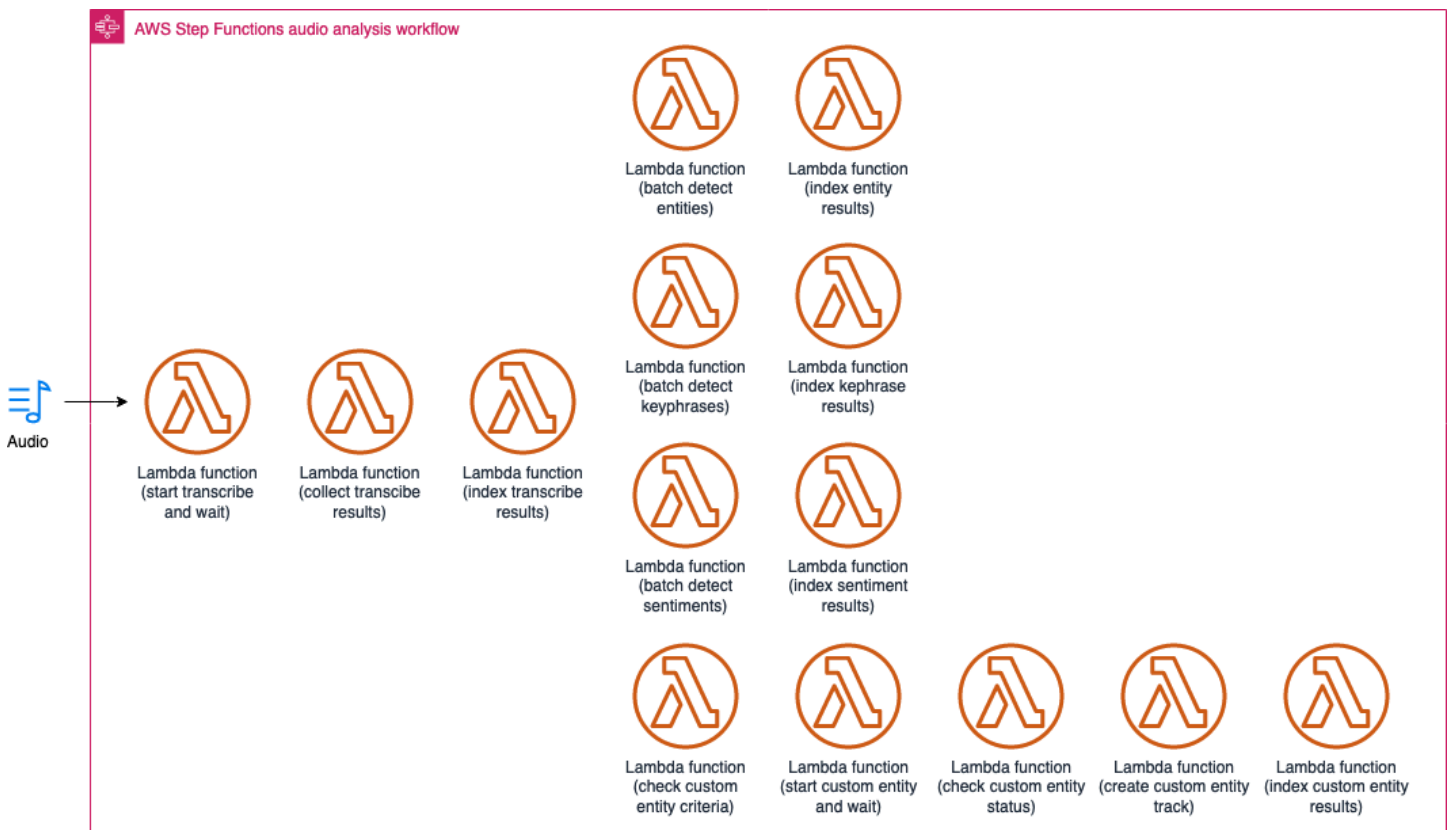 AWS Step Functions audio analysis workflow
Lambda function
(batch detect
entities)
Lambda function
(index entity
results)
Lambda function
(batch detect
keyphrases)
Lambda function
(index kephrase
results)
Audio
Lambda function
(start transcribe
and wait)
Lambda function
(collect transcibe
results)
Lambda function
(index transcribe
results)
Lambda function
(batch detect
sentiments)
Lambda function
(index sentiment
results)
Lambda function
(check custom
entity criteria)
Lambda function
(start custom entity
and wait)
Lambda function
(check custom entity
status)
Lambda function
(create custom entity
track)
Lambda function
(index custom entity
results)